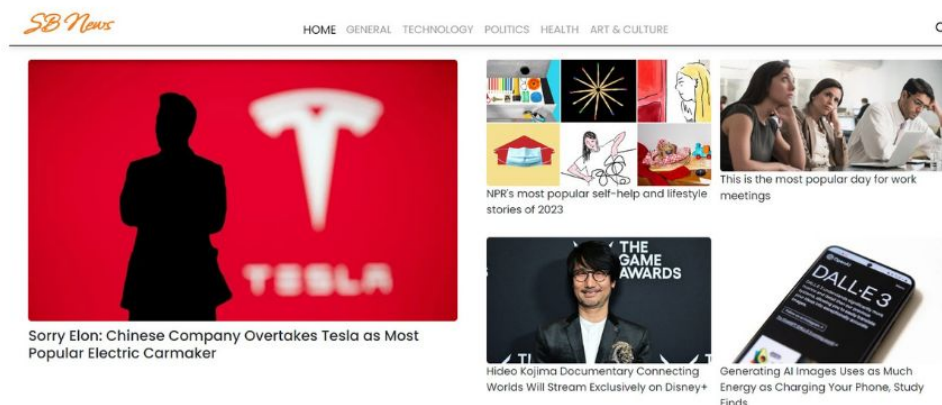 SB News
HOME GENERAL TECHNOLOGY POLITICS HEALTH ART & CULTURE
TESLA
Sorry Elon: Chinese Company Overtakes Tesla as Most
Popular Electric Carmaker
NPR's most popular self-help and lifestyle
stories of 2023
This is the most popular day for work
meetings
THE
GAME
AWARDS
THE
Hideo Kojima Documentary Connecting
Worlds Will Stream Exclusively on Disney+
DALL·E 3
Generating AI Images Uses as Much
Energy as Charging Your Phone, Study
Finds